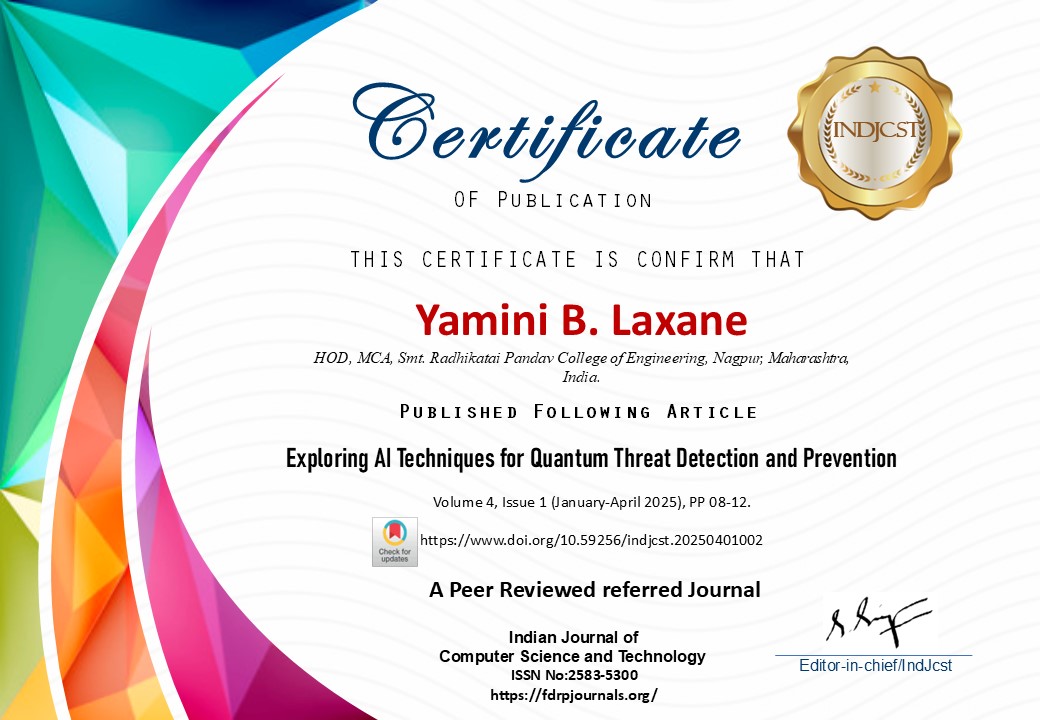 Certificate
INDJCST
OF PUBLICATION
THIS CERTIFICATE IS CONFIRM THAT
Yamini B. Laxane
HOD, MCA, Smt. Radhikatai Pandav College of Engineering, Nagpur, Maharashtra,
India.
PUBLISHED FOLLOWING ARTICLE
Exploring AI Techniques for Quantum Threat Detection and Prevention
Volume 4, Issue 1 (January-April 2025), PP 08-12.
Check for
updates
https://www.doi.org/10.59256/indjcst.20250401002
A Peer Reviewed referred Journal
Indian Journal of
Computer Science and Technology
ISSN No:2583-5300
https://fdrpjournals.org/
Editor-in-chief/IndJcst